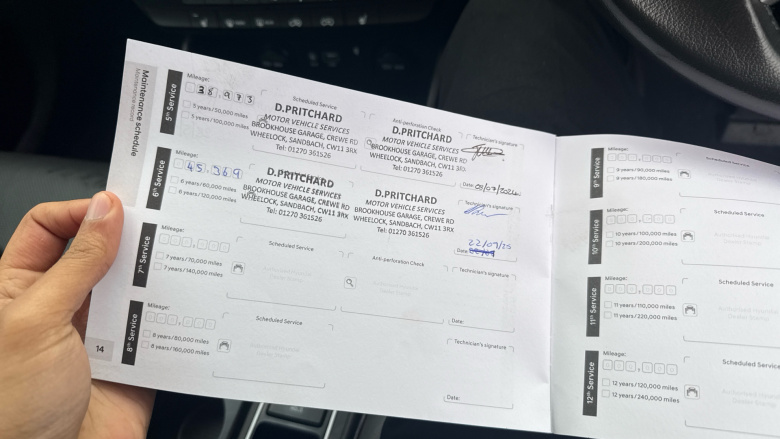 Maintenance schedule
Maintenance record
5th Service
Mileage:
38,973
5 years/50,000 miles
5 years/100,000 miles
Scheduled Service
D.PRITCHARD
MOTOR VEHICLE SERVICES
BROOKHOUSE GARAGE, CREWE RD
WHEELOCK, SANDBACH, CW11 3RX
Tel: 01270 361526
Anti-perforation Check
D.PRITCHARD
MOTOR VEHICLE SERVICES
BROOKHOUSE GARAGE, CREWE RD
WHEELOCK, SANDBACH, CW11 3RX
Tel: 01270 361526
Technician's signature
Date:
6th Service
Mileage:
45,369
6 years/60,000 miles
6 years/120,000 miles
D.PRITCHARD
MOTOR VEHICLE SERVICES
BROOKHOUSE GARAGE, CREWE RD
WHEELOCK, SANDBACH, CW11 3RX
Tel: 01270 361526
D.PRITCHARD
MOTOR VEHICLE SERVICES
BROOKHOUSE GARAGE, CREWE RD
WHEELOCK, SANDBACH, CW11 3RX
Tel: 01270 361526
Technician's signature
22/07/25
Date:
7th Service
Mileage:
7 years/70,000 miles
7 years/140,000 miles
Scheduled Service
Anti-perforation Check
Technician's signature
Date:
8th Service
Mileage:
8 years/80,000 miles
8 years/160,000 miles
Scheduled Service
Technician's signature
Date:
14
9th Service
Mileage:
9 years/90,000 miles
9 years/180,000 miles
Scheduled Service
10th Service
Mileage:
10 years/100,000 miles
10 years/200,000 miles
Scheduled Service
11th Service
Mileage:
11 years/110,000 miles
11 years/220,000 miles
Scheduled Service
12th Service
Mileage:
12 years/120,000 miles
12 years/240,000 miles
Scheduled Service